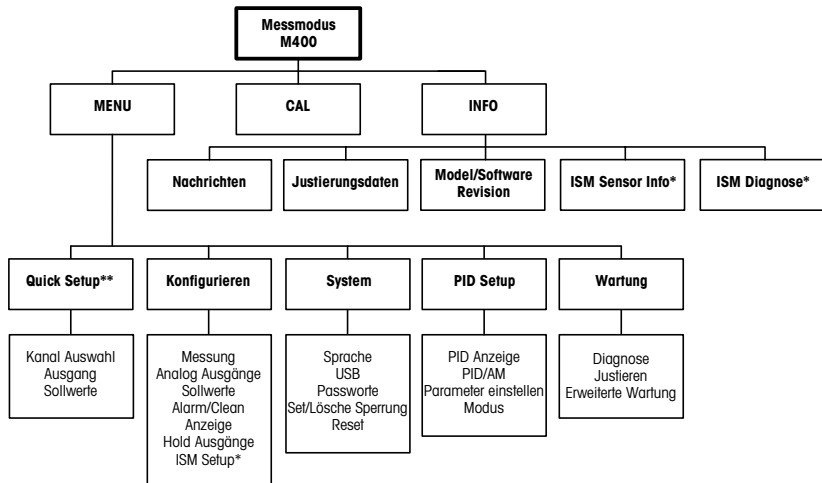 Messmodus
M400
MENU
CAL
INFO
Nachrichten
Justierungsdaten
Model/Software
Revision
ISM Sensor Info*
ISM Diagnose*
Quick Setup**
Konfigurieren
System
PID Setup
Wartung
Kanal Auswahl
Ausgang
Sollwerte
Messung
Analog Ausgänge
Sollwerte
Alarm/Clean
Anzeige
Hold Ausgänge
ISM Setup*
Sprache
USB
Passworte
Set/Lösche Sperrung
Reset
PID Anzeige
PID/AM
Parameter einstellen
Modus
Diagnose
Justieren
Erweiterte Wartung